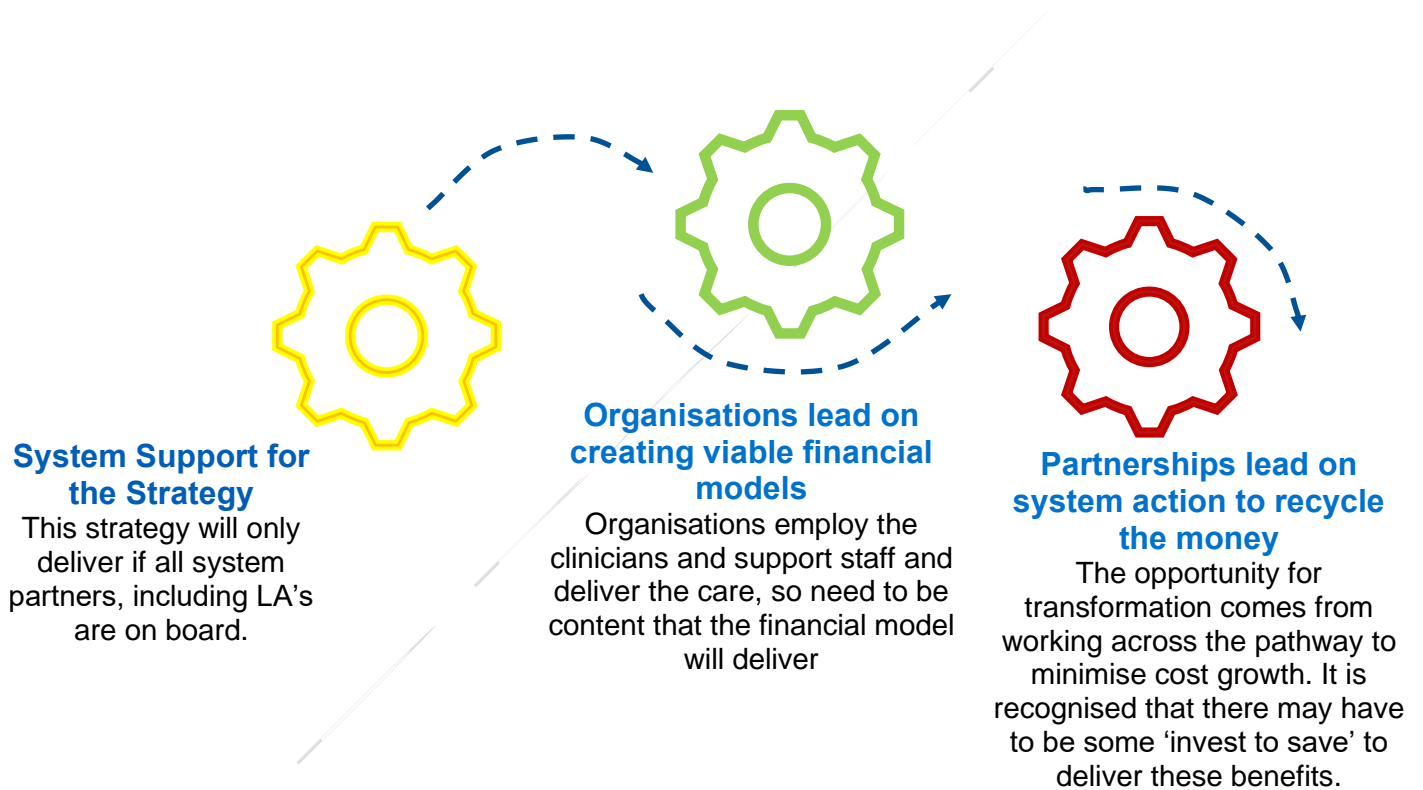 System Support for
the Strategy
This strategy will only
deliver if all system
partners, including LA's
are on board.
Organisations lead on
creating viable financial
models
Organisations employ the
clinicians and support staff and
deliver the care, so need to be
content that the financial model
will deliver
Partnerships lead on
system action to recycle
the money
The opportunity for
transformation comes from
working across the pathway to
minimise cost growth. It is
recognised that there may have
to be some ‘invest to save’ to
deliver these benefits.